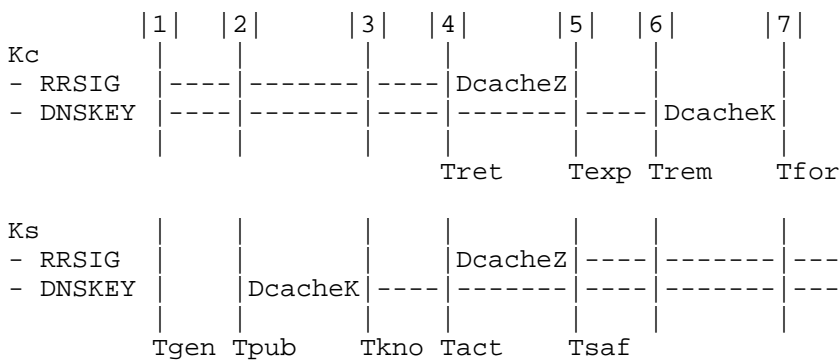 |1|  |2|      |3|  |4|      |5|  |6|      |7|
Kc        |    |       |    |       |    |       |
- RRSIG   |----|-------|----|DcacheZ|    |       |
- DNSKEY  |----|-------|----|-------|----|DcacheK|
          |    |       |    |       |    |       |
                            Tret    Texp Trem    Tfor

Ks        |    |       |    |       |    |       |
- RRSIG   |    |       |    |DcacheZ|----|-------|---
- DNSKEY  |    |DcacheK|----|-------|----|-------|---
          |    |       |    |       |    |       |
          Tgen Tpub    Tkno Tact    Tsaf